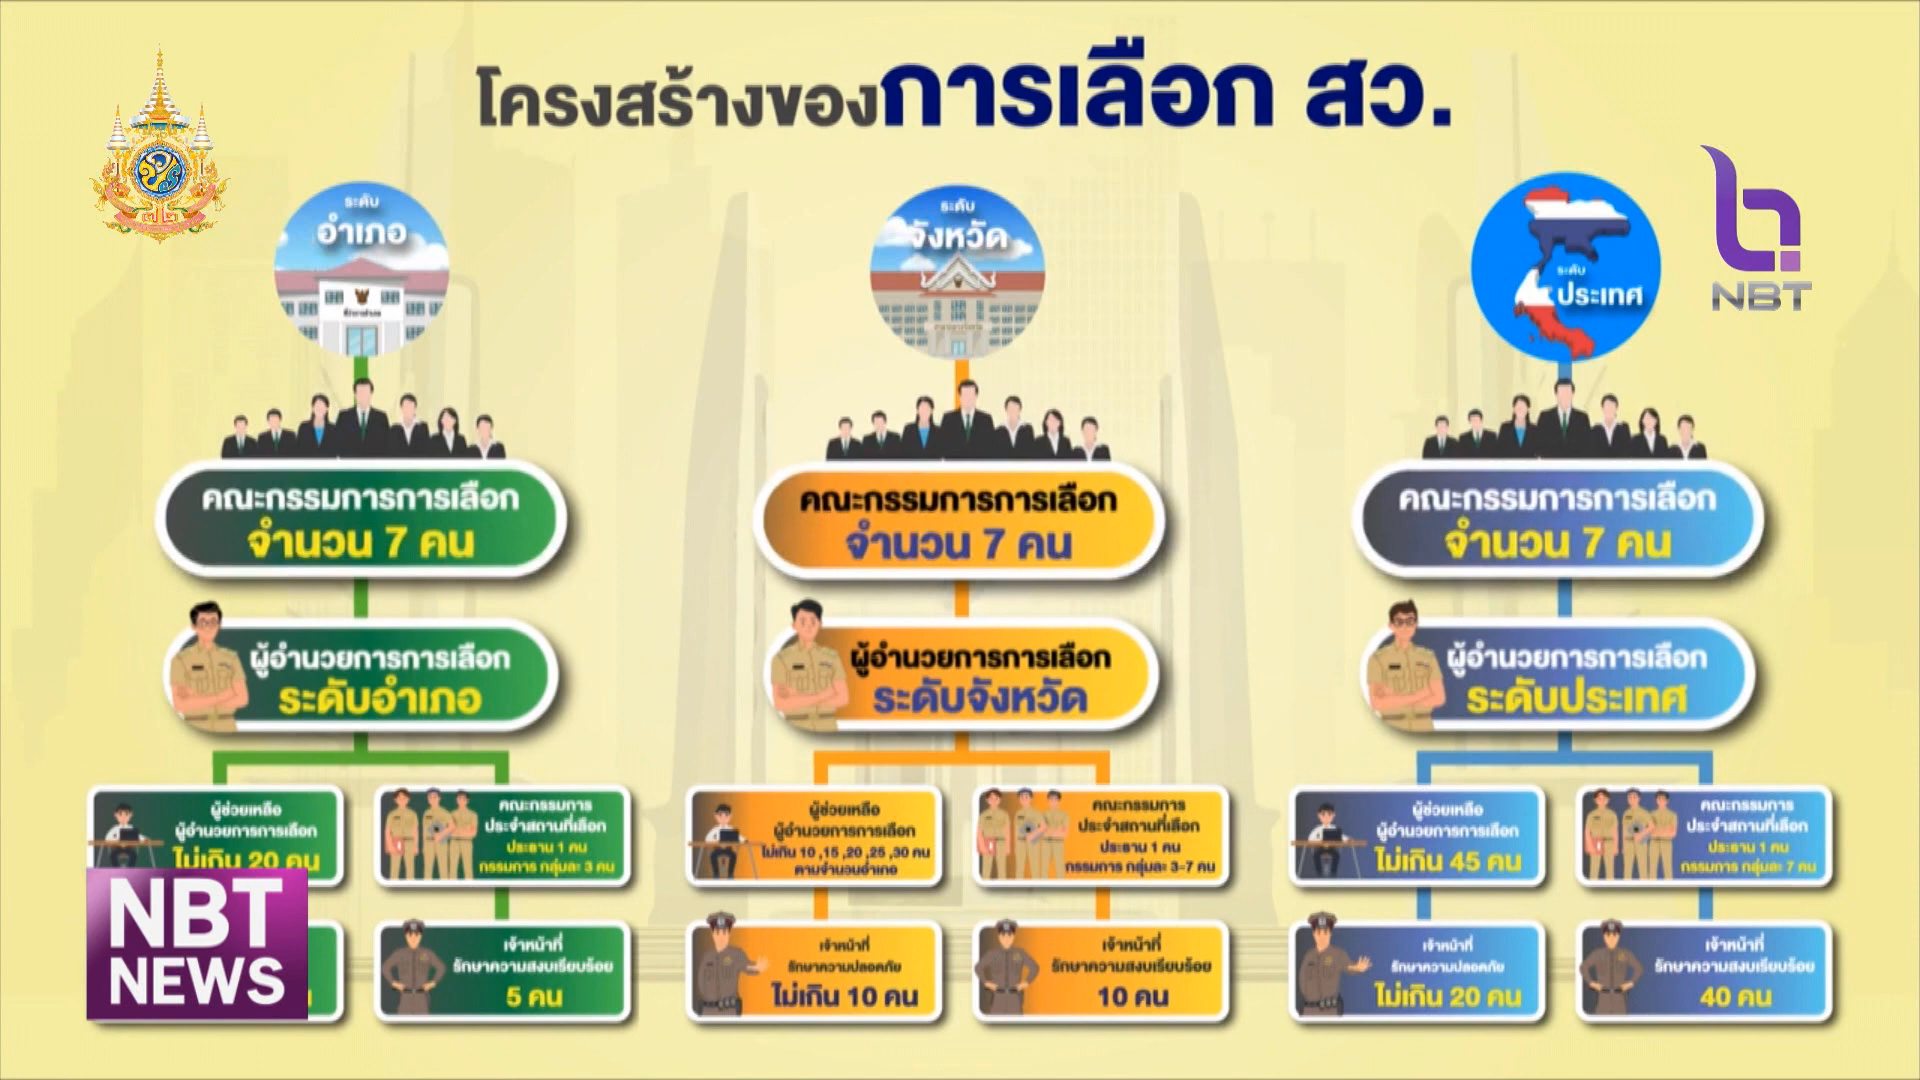 โครงสร้างของการเลือก สว.
NBT
ระดับ
อำเภอ
คณะกรรมการการเลือก
จำนวน 7 คน
ผู้อำนวยการการเลือก
ระดับอำเภอ
ผู้ช่วยเหลือ
ผู้อำนวยการการเลือก
ไม่เกิน 20 คน
คณะกรรมการ
ประจำสถานที่เลือก
ประธาน 1 คน
กรรมการ กลุ่มละ 3 คน
เจ้าหน้าที่
รักษาความสงบเรียบร้อย
5 คน
ระดับ
จังหวัด
คณะกรรมการการเลือก
จำนวน 7 คน
ผู้อำนวยการการเลือก
ระดับจังหวัด
ผู้ช่วยเหลือ
ผู้อำนวยการการเลือก
ไม่เกิน 10 ,15 ,20 ,25 ,30 คน
ตามจำนวนอำเภอ
คณะกรรมการ
ประจำสถานที่เลือก
ประธาน 1 คน
กรรมการ กลุ่มละ 3-7 คน
เจ้าหน้าที่
รักษาความปลอดภัย
ไม่เกิน 10 คน
เจ้าหน้าที่
รักษาความสงบเรียบร้อย
10 คน
ระดับ
ประเทศ
คณะกรรมการการเลือก
จำนวน 7 คน
ผู้อำนวยการการเลือก
ระดับประเทศ
ผู้ช่วยเหลือ
ผู้อำนวยการการเลือก
ไม่เกิน 45 คน
คณะกรรมการ
ประจำสถานที่เลือก
ประธาน 1 คน
กรรมการ กลุ่มละ 7 คน
เจ้าหน้าที่
รักษาความปลอดภัย
ไม่เกิน 20 คน
เจ้าหน้าที่
รักษาความสงบเรียบร้อย
40 คน
NBT
NEWS